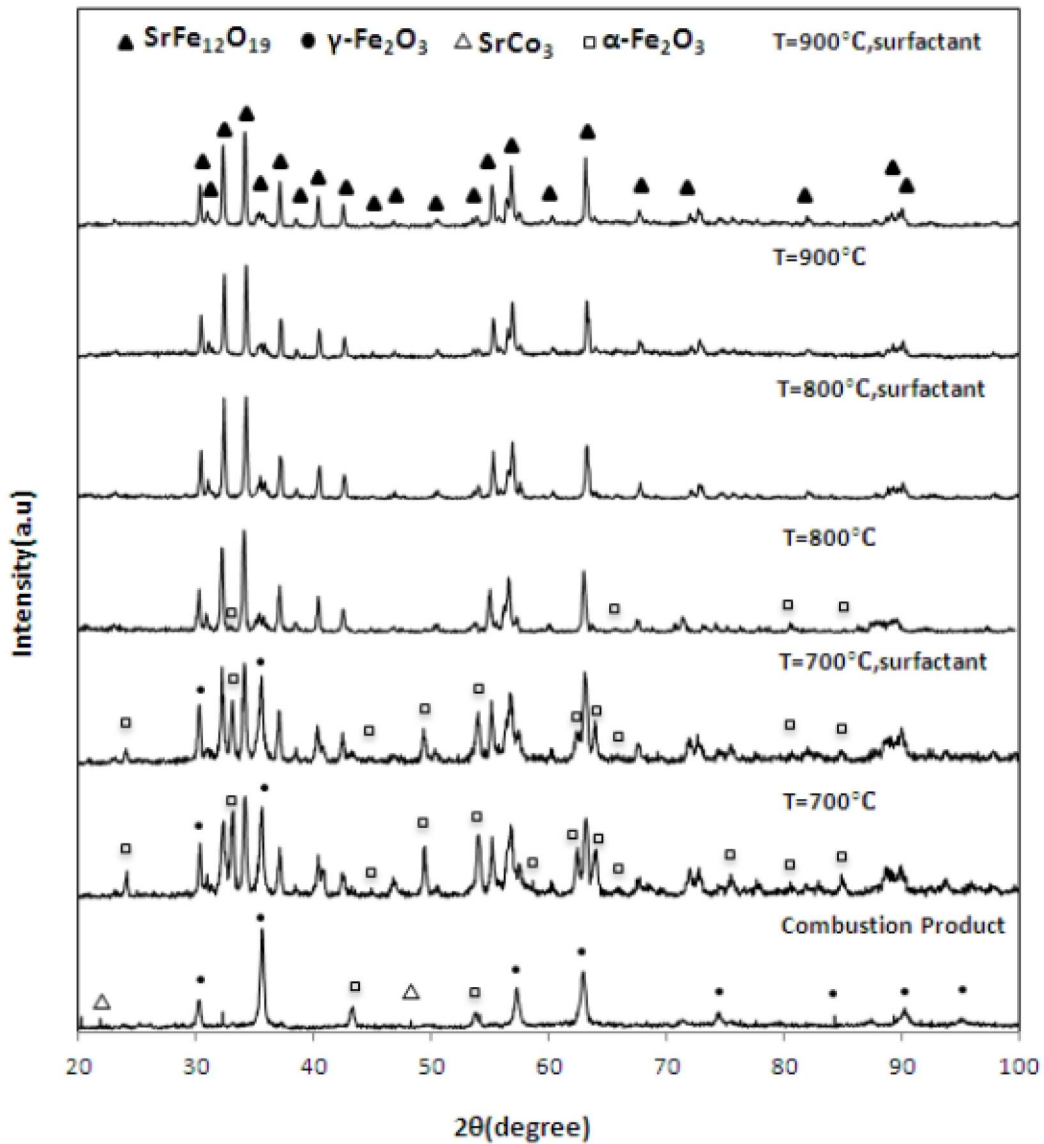 ▲ SrFe₁₂O₁₉ ● γ-Fe₂O₃ △ SrCo₃ □ α-Fe₂O₃
T=900°C,surfactant
T=900°C
T=800°C,surfactant
T=800°C
T=700°C,surfactant
T=700°C
Combustion Product
Intensity(a.u)
20 30 40 50 60 70 80 90 100
2θ(degree)